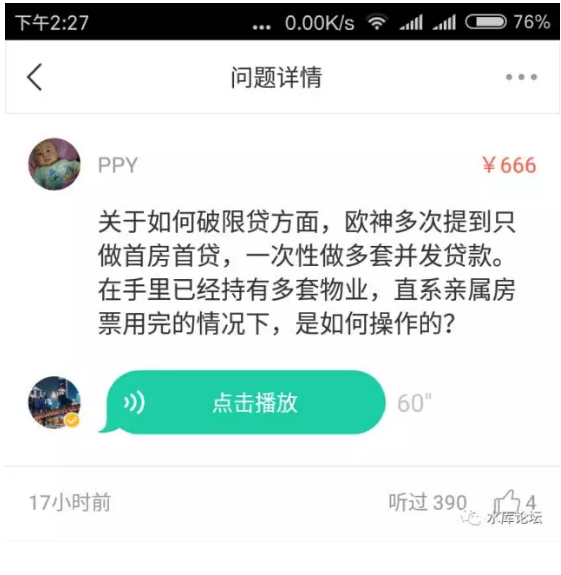 下午2:27 ... 0.00K/s 76%
问题详情
PPY ￥666
关于如何破限贷方面，欧神多次提到只
做首房首贷，一次性做多套并发贷款。
在手里已经持有多套物业，直系亲属房
票用完的情况下，是如何操作的？
点击播放 60"
17小时前 听过 390 4
水库论坛